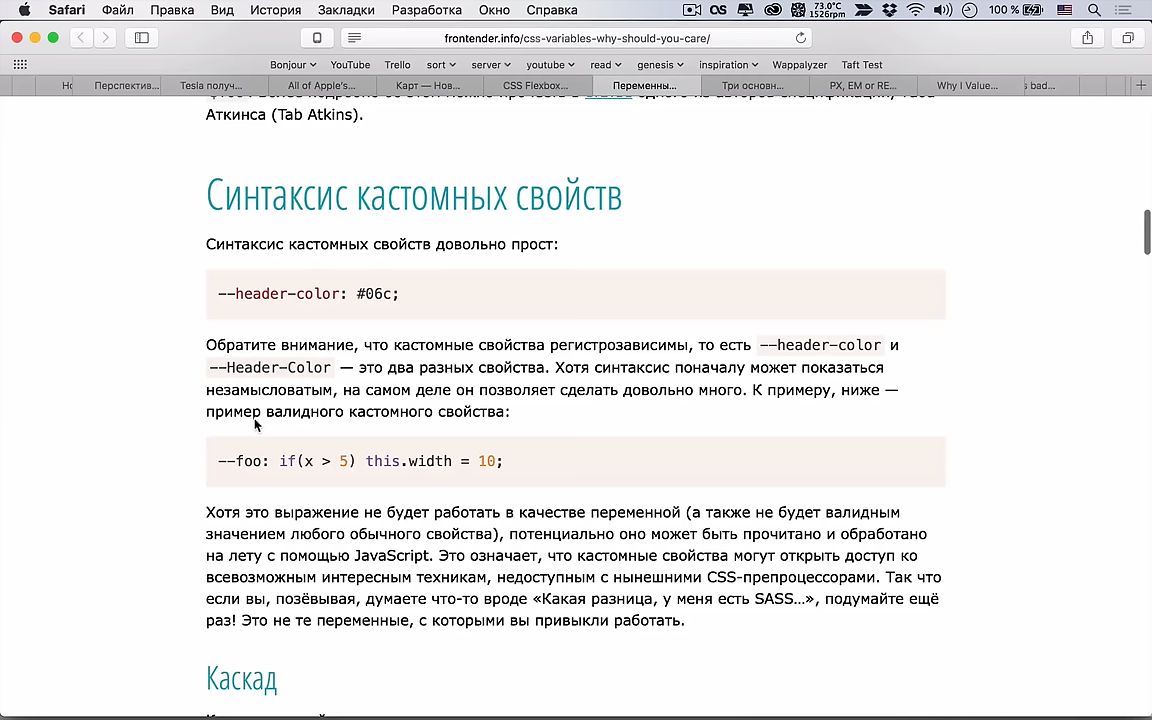 Safari Файл Правка Вид История Закладки Разработка Окно Справка 73.0°C 1526rpm 100 %
frontender.info/css-variables-why-should-you-care/
Bonjour YouTube Trello sort server youtube read genesis inspiration Wappalyzer Taft Test
Перспектив... Tesla получ... All of Apple's... Карт — Нов... CSS Flexbox... Переменны... Три основн... PX, EM or RE... Why I Value... bad...
Аткинса (Tab Atkins).
Синтаксис кастомных свойств
Синтаксис кастомных свойств довольно прост:
--header-color: #06c;
Обратите внимание, что кастомные свойства регистрозависимы, то есть --header-color и
--Header-Color — это два разных свойства. Хотя синтаксис поначалу может показаться
незамысловатым, на самом деле он позволяет сделать довольно много. К примеру, ниже —
пример валидного кастомного свойства:
--foo: if(x > 5) this.width = 10;
Хотя это выражение не будет работать в качестве переменной (а также не будет валидным
значением любого обычного свойства), потенциально оно может быть прочитано и обработано
на лету с помощью JavaScript. Это означает, что кастомные свойства могут открыть доступ ко
всевозможным интересным техникам, недоступным с нынешними CSS-препроцессорами. Так что
если вы, позёвывая, думаете что-то вроде «Какая разница, у меня есть SASS...», подумайте ещё
раз! Это не те переменные, с которыми вы привыкли работать.
Каскад